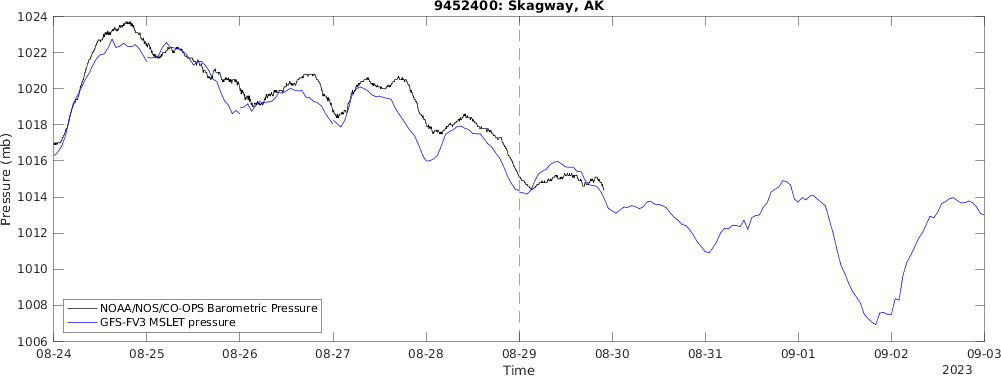 9452400: Skagway, AK
Pressure (mb)
1024
1022
1020
1018
1016
1014
1012
1010
1008
1006
NOAA/NOS/CO-OPS Barometric Pressure
GFS-FV3 MSLET pressure
08-24 08-25 08-26 08-27 08-28 08-29 08-30 08-31 09-01 09-02 09-03
Time
2023